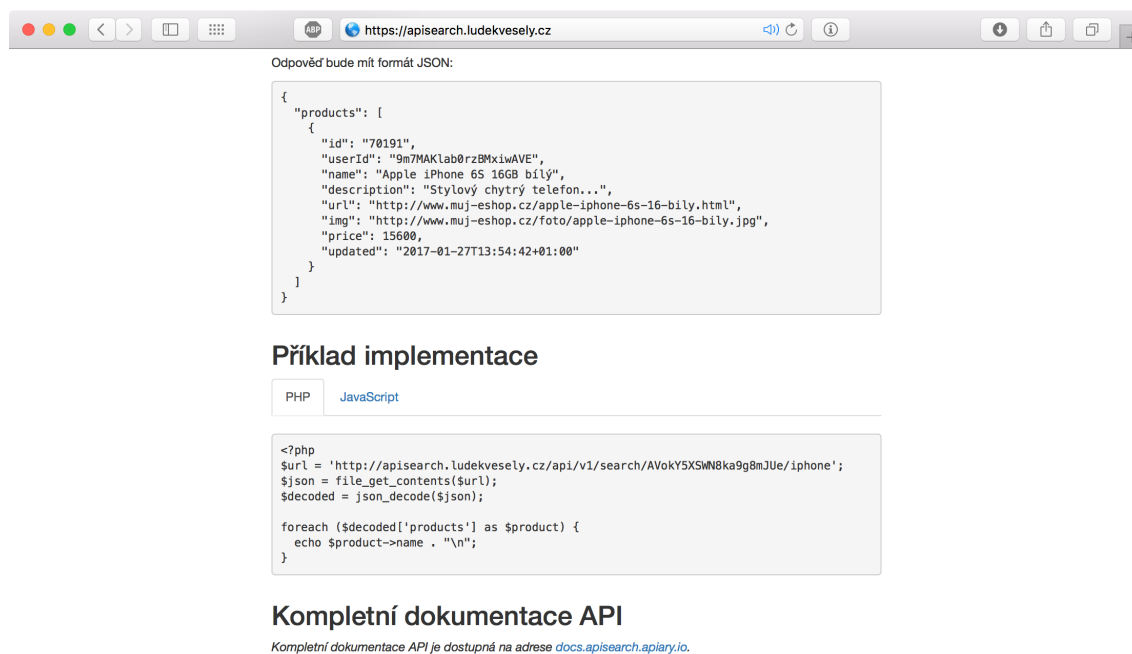 ABP
https://apisearch.ludekvesely.cz
Odpověď bude mít formát JSON:
{
  "products": [
    {
      "id": "70191",
      "userId": "9m7MAKlab0rzBMxiwAVE",
      "name": "Apple iPhone 6S 16GB bílý",
      "description": "Stylový chytrý telefon...",
      "url": "http://www.muj-eshop.cz/apple-iphone-6s-16-bily.html",
      "img": "http://www.muj-eshop.cz/foto/apple-iphone-6s-16-bily.jpg",
      "price": 15600,
      "updated": "2017-01-27T13:54:42+01:00"
    }
  ]
}
Příklad implementace
PHP JavaScript
<?php
$url = 'http://apisearch.ludekvesely.cz/api/v1/search/AVokY5XSWN8ka9g8mJUe/iphone';
$json = file_get_contents($url);
$decoded = json_decode($json);
foreach ($decoded['products'] as $product) {
  echo $product->name . "\n";
}
Kompletní dokumentace API
Kompletní dokumentace API je dostupná na adrese docs.apisearch.apiary.io.